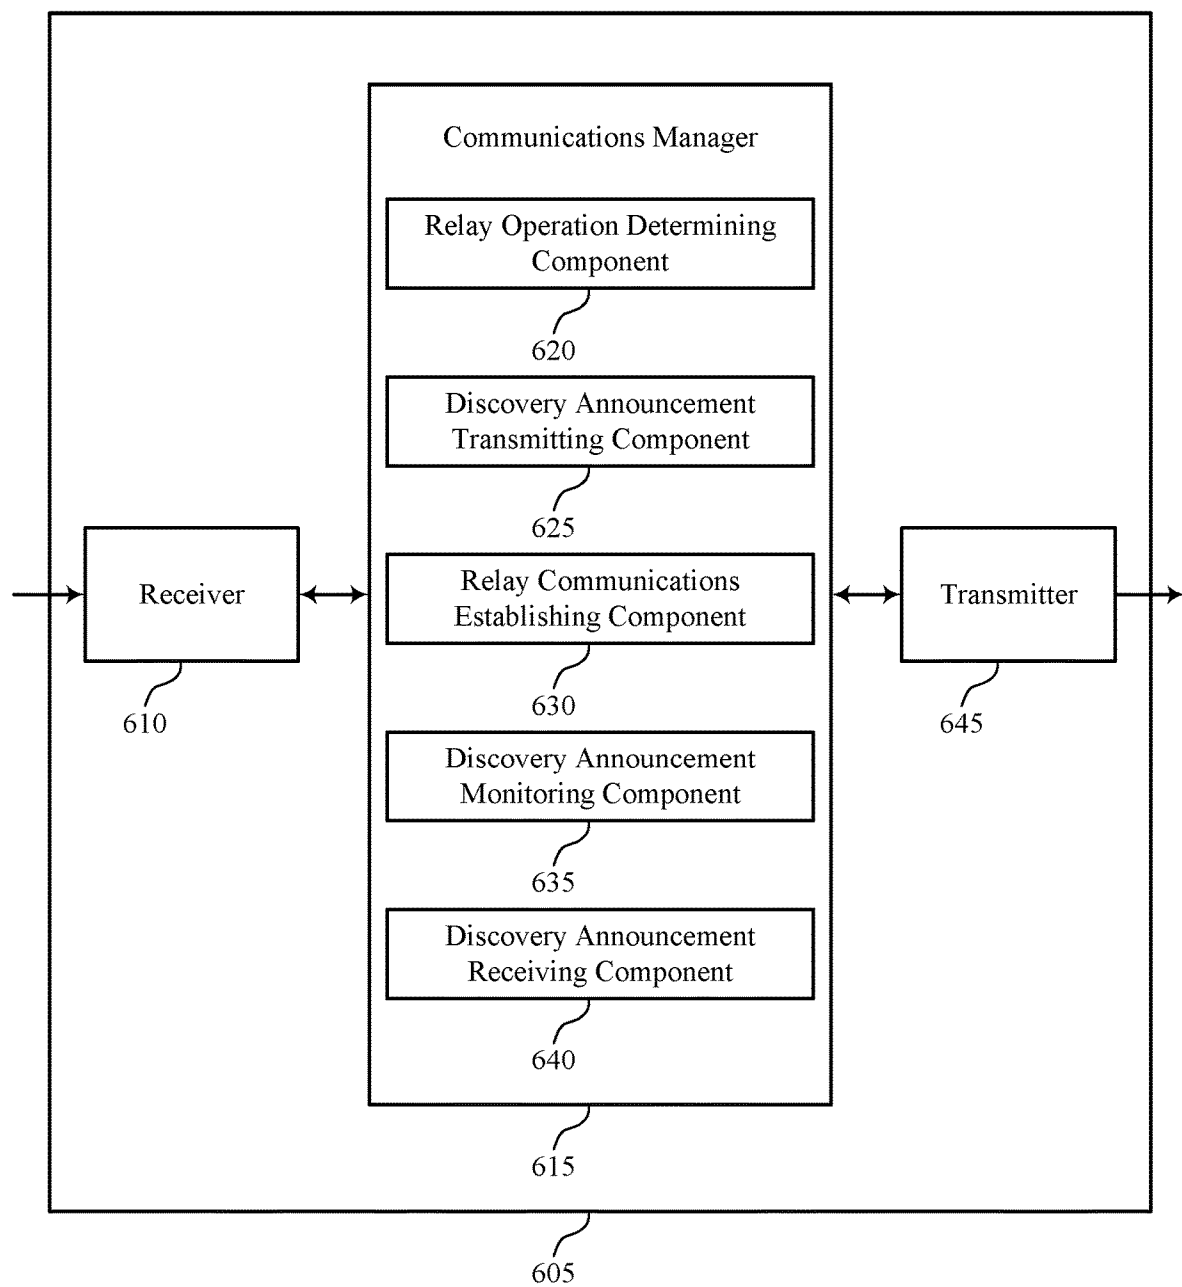 Communications Manager
Relay Operation Determining
Component
620
Discovery Announcement
Transmitting Component
625
Receiver
610
Relay Communications
Establishing Component
630
Transmitter
645
Discovery Announcement
Monitoring Component
635
Discovery Announcement
Receiving Component
640
615
605